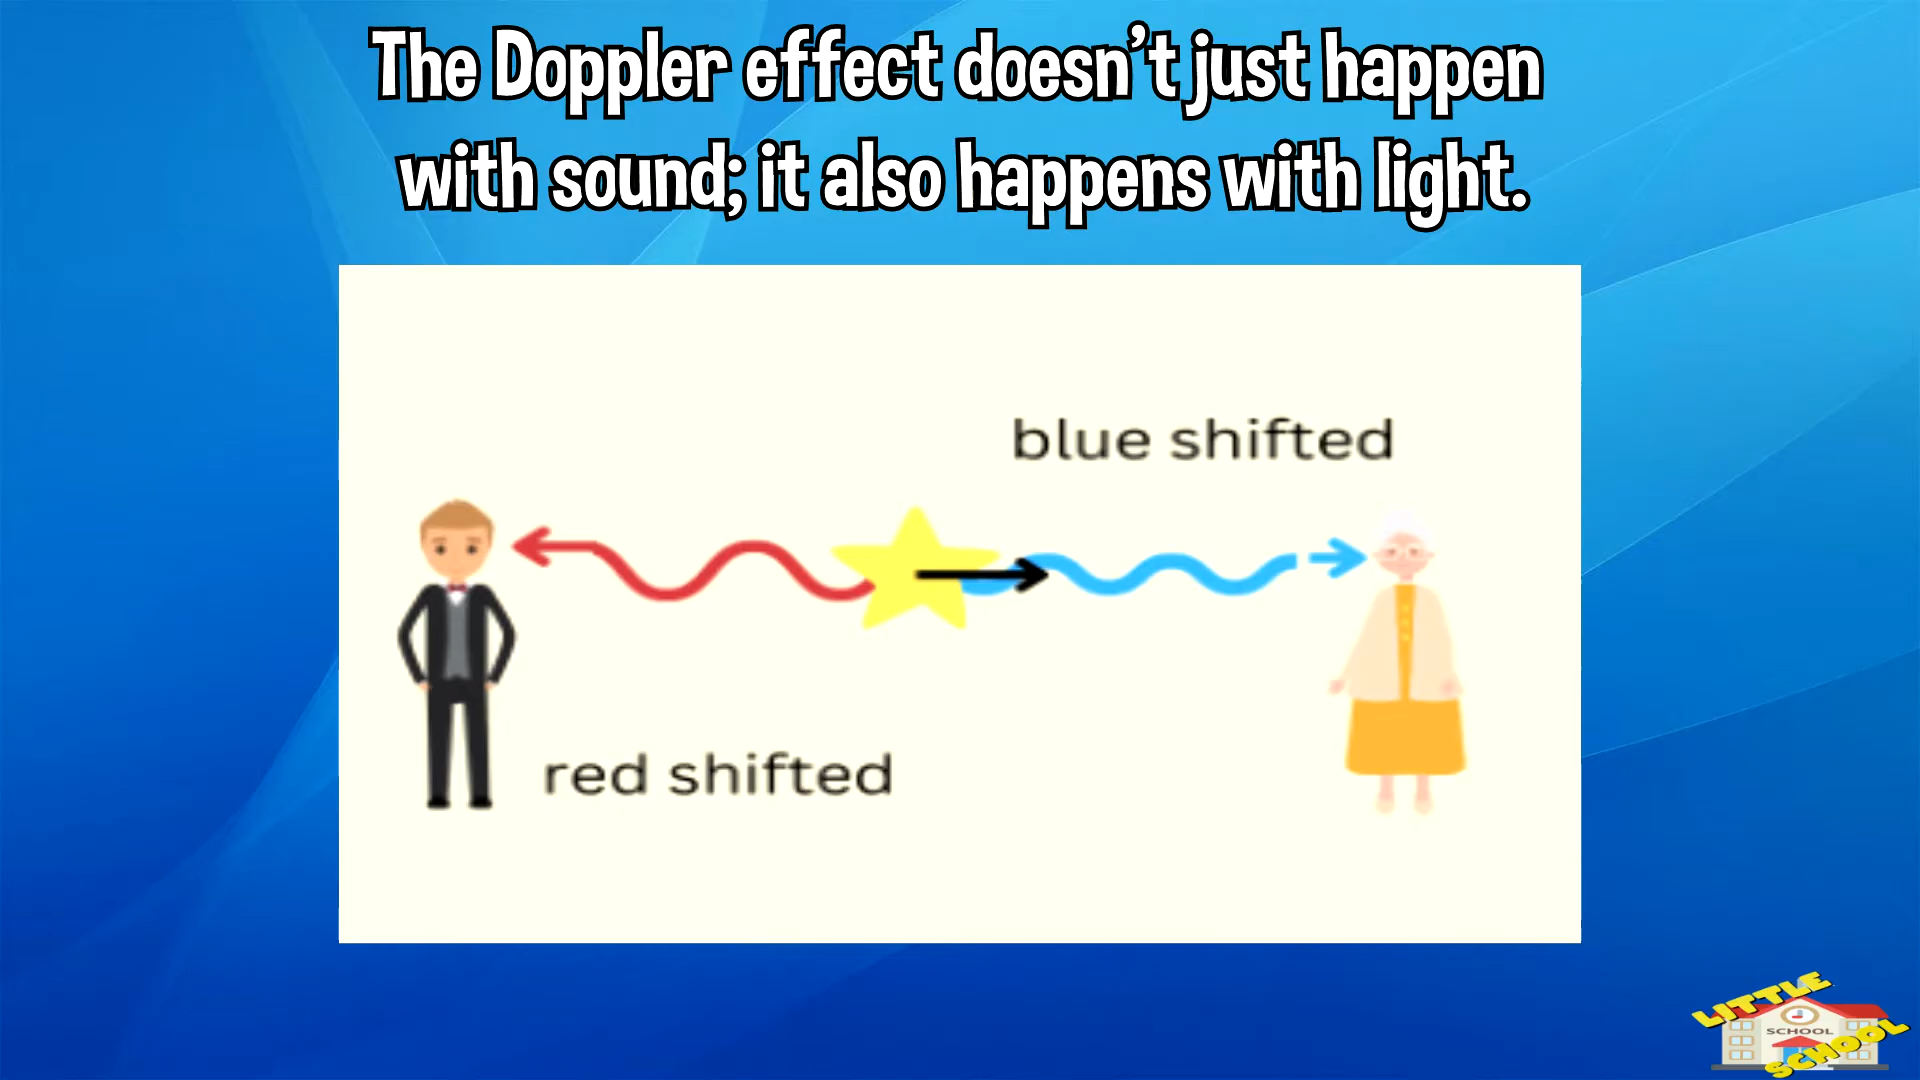 The Doppler effect doesn’t just happen
with sound; it also happens with light.
blue shifted
red shifted
LITTLE
SCHOOL
SCHOOL